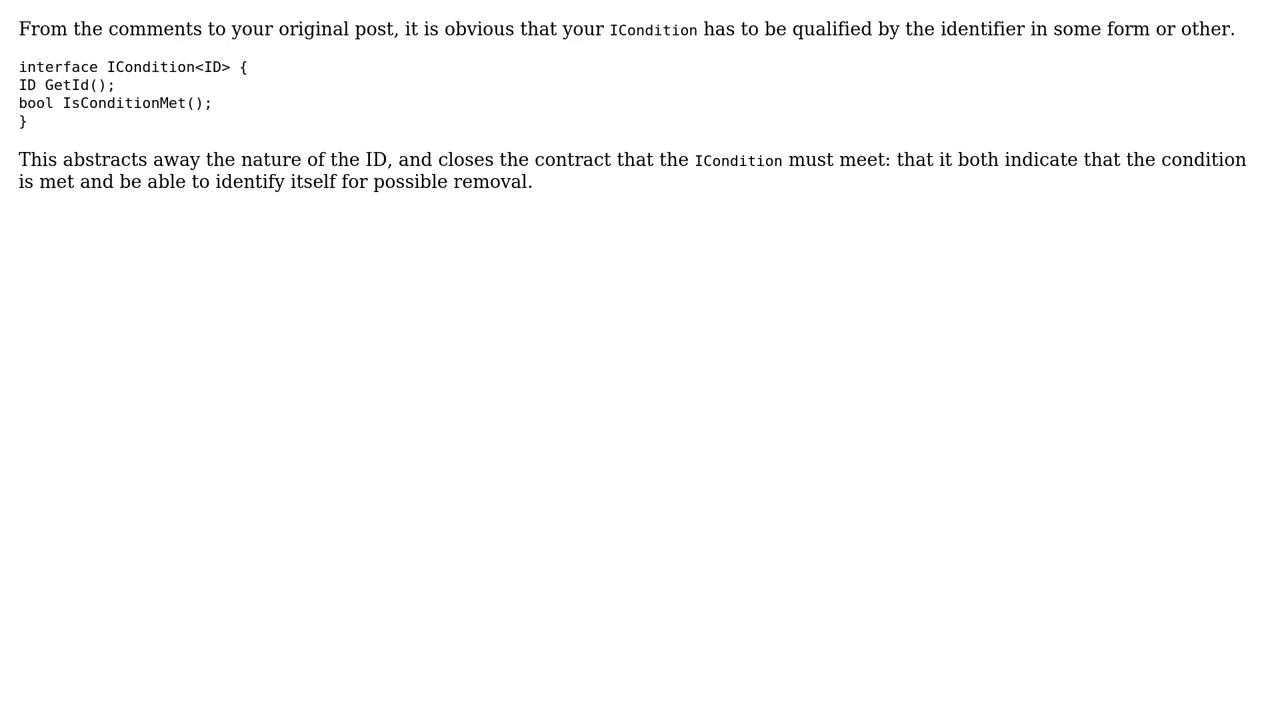 From the comments to your original post, it is obvious that your ICondition has to be qualified by the identifier in some form or other.
interface ICondition<ID> {
ID GetId();
bool IsConditionMet();
}
This abstracts away the nature of the ID, and closes the contract that the ICondition must meet: that it both indicate that the condition
is met and be able to identify itself for possible removal.